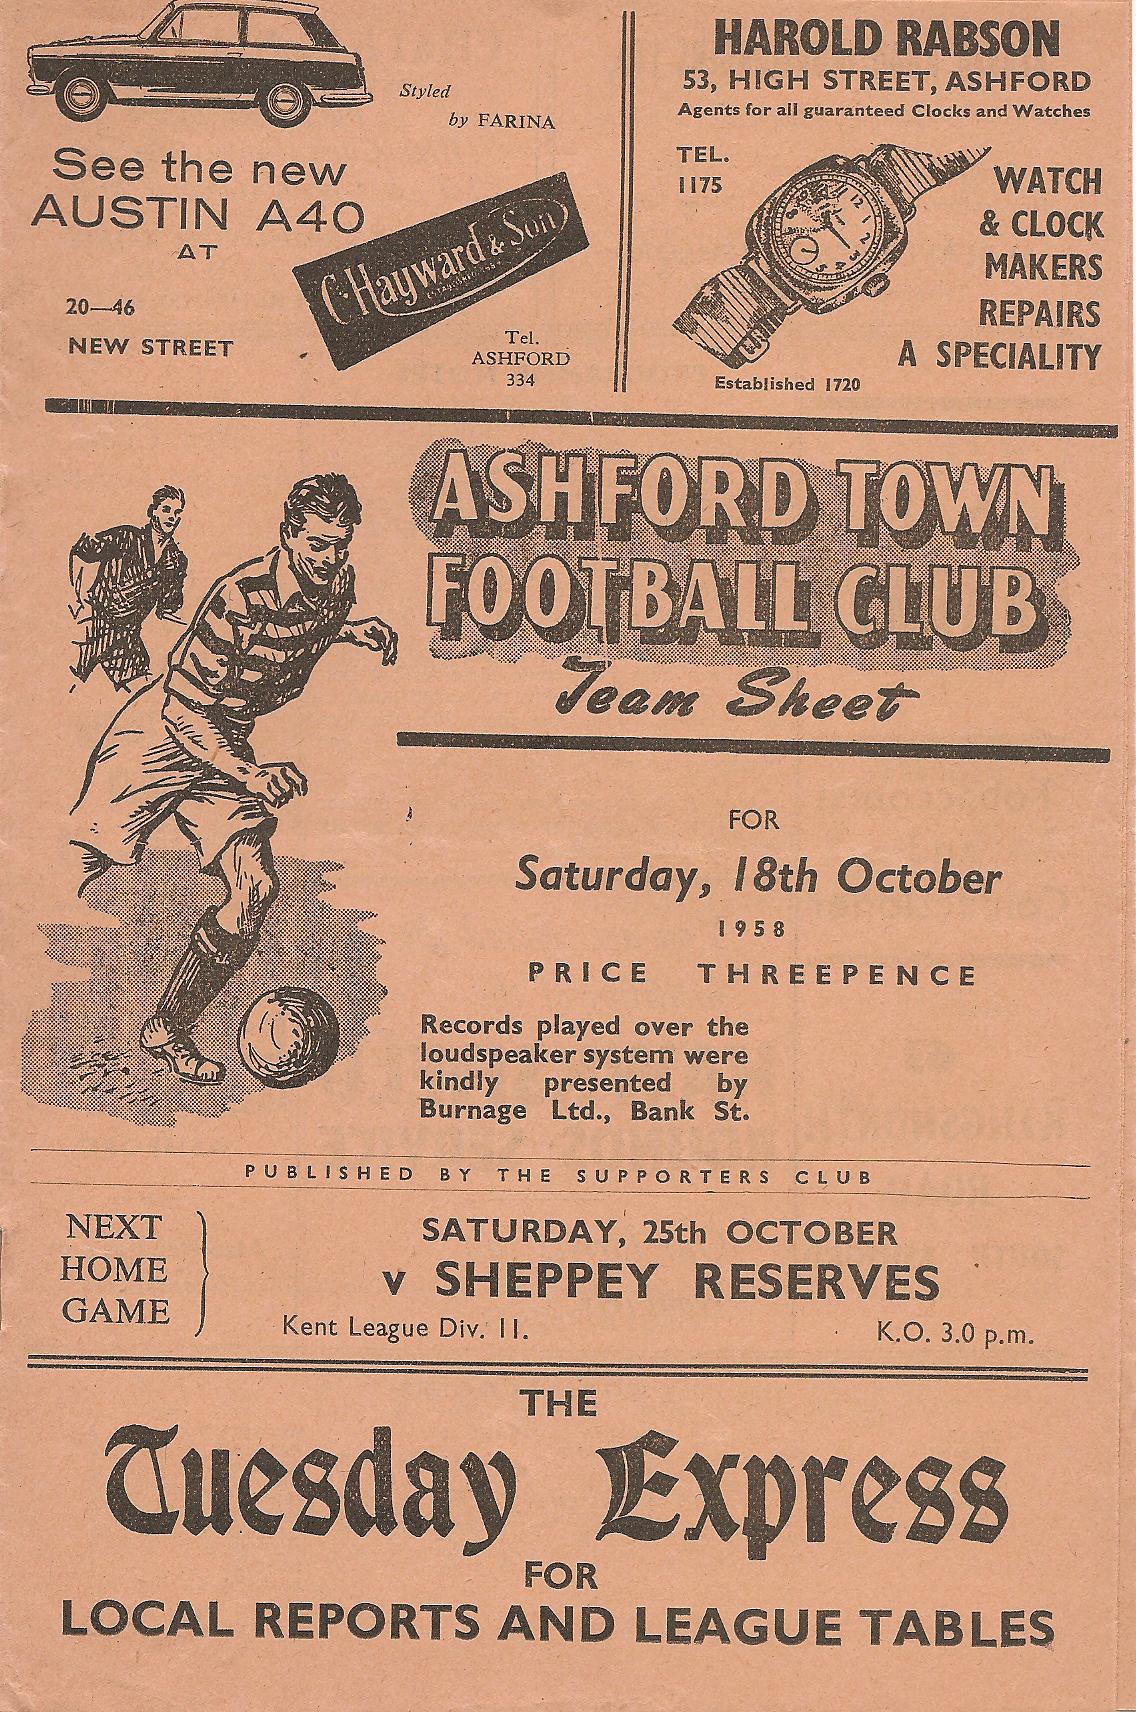 Styled
by FARINA
See the new
AUSTIN A40
AT
C. Hayward & Son
20—46
NEW STREET
Tel.
ASHFORD
334
HAROLD RABSON
53, HIGH STREET, ASHFORD
Agents for all guaranteed Clocks and Watches
TEL.
1175
WATCH
& CLOCK
MAKERS
REPAIRS
A SPECIALITY
Established 1720
ASHFORD TOWN
FOOTBALL CLUB
Team Sheet
FOR
Saturday, 18th October
1958
PRICE THREEPENCE
Records played over the
loudspeaker system were
kindly presented by
Burnage Ltd., Bank St.
PUBLISHED BY THE SUPPORTERS CLUB
NEXT
HOME
GAME
SATURDAY, 25th OCTOBER
v SHEPPEY RESERVES
Kent League Div. 11.
K.O. 3.0 p.m.
THE
Tuesday Express
FOR
LOCAL REPORTS AND LEAGUE TABLES